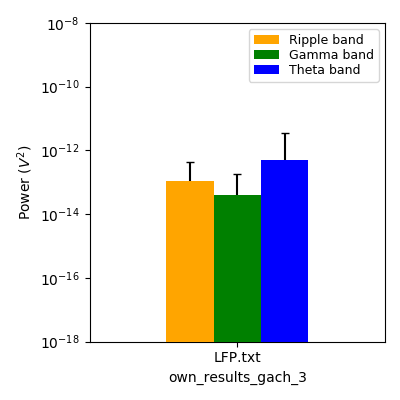 Ripple band
Gamma band
Theta band
Power (V²)
10⁻⁸
10⁻¹⁰
10⁻¹²
10⁻¹⁴
10⁻¹⁶
10⁻¹⁸
LFP.txt
own_results_gach_3